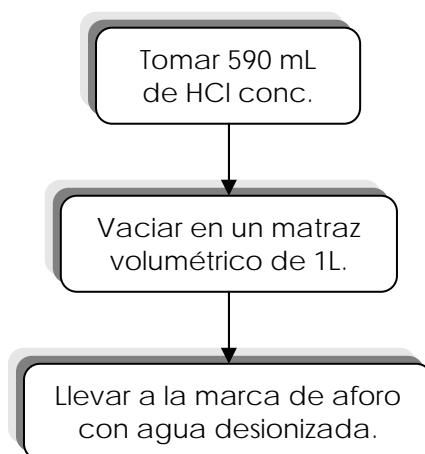 Tomar 590 mL
de HCl conc.
Vaciar en un matraz
volumétrico de 1L.
Llevar a la marca de aforo
con agua desionizada.